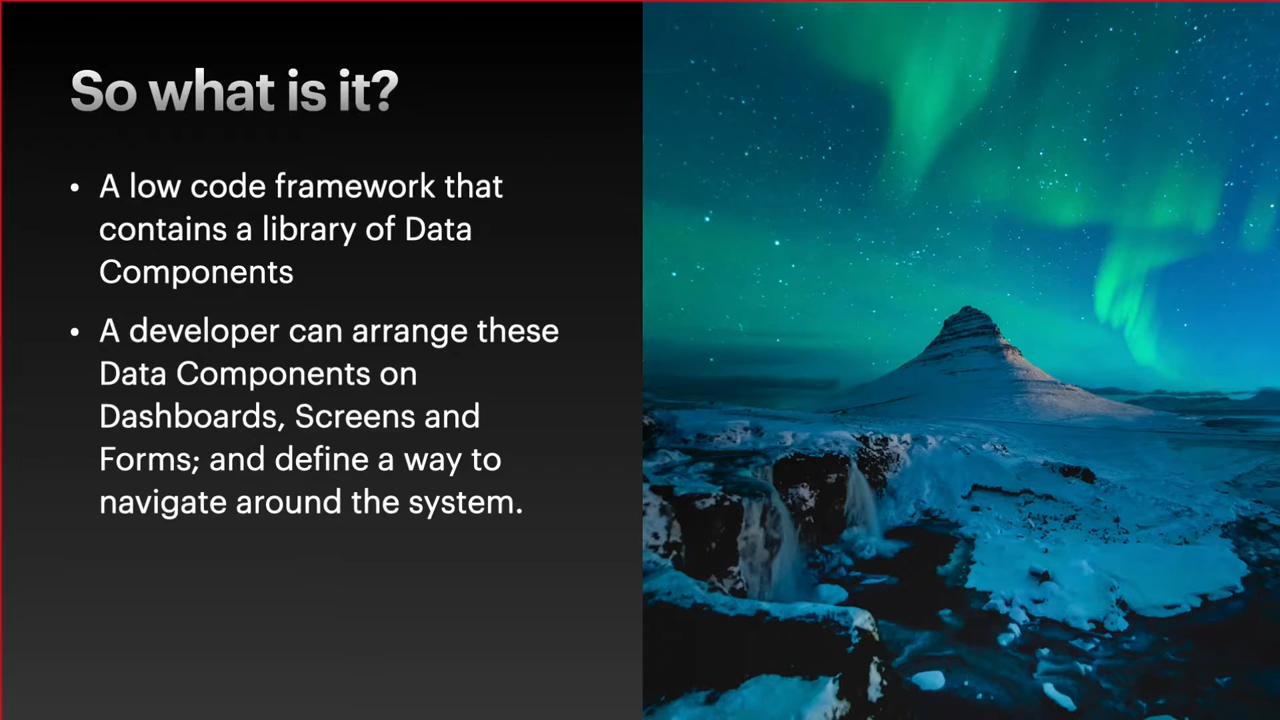 So what is it?
• A low code framework that
contains a library of Data
Components
• A developer can arrange these
Data Components on
Dashboards, Screens and
Forms; and define a way to
navigate around the system.